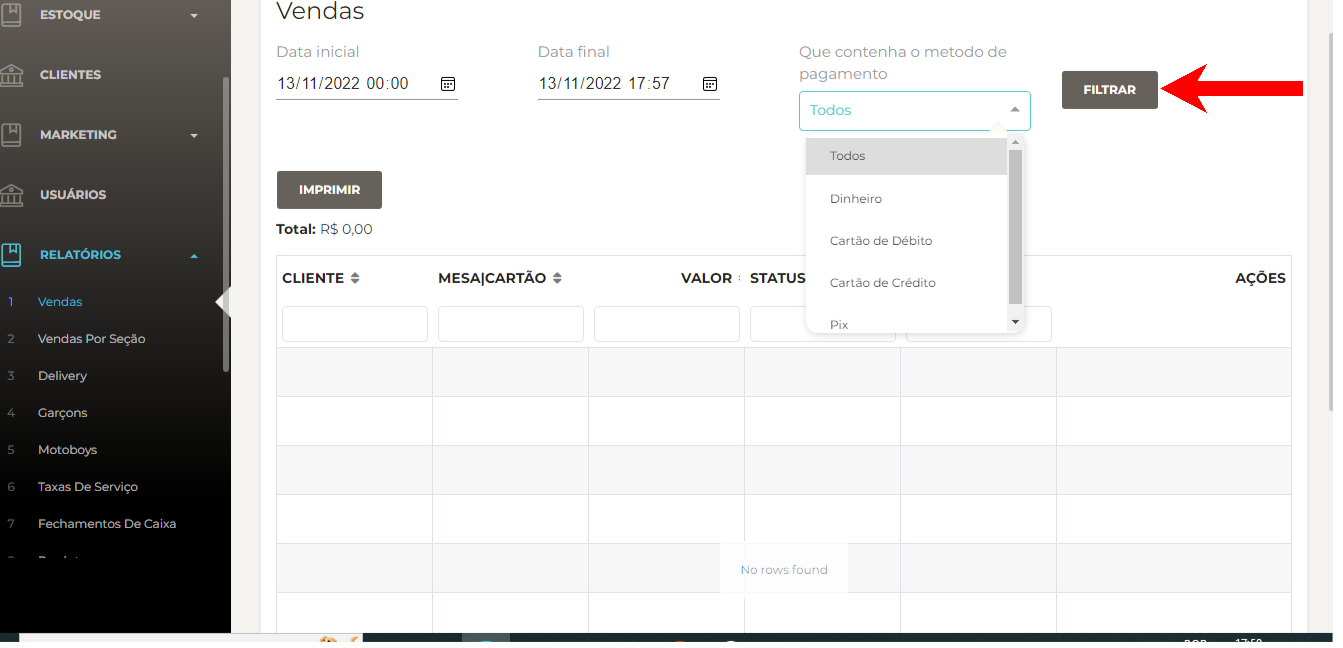 ESTOQUE
CLIENTES
MARKETING
USUÁRIOS
RELATÓRIOS
1 Vendas
2 Vendas Por Seção
3 Delivery
4 Garçons
5 Motoboys
6 Taxas De Serviço
7 Fechamentos De Caixa
Vendas
Data inicial
13/11/2022 00:00
Data final
13/11/2022 17:57
Que contenha o metodo de
pagamento
Todos
FILTRAR
Todos
Dinheiro
Cartão de Débito
Cartão de Crédito
Pix
IMPRIMIR
Total: R$ 0,00
CLIENTE MESA|CARTÃO VALOR STATUS AÇÕES
No rows found